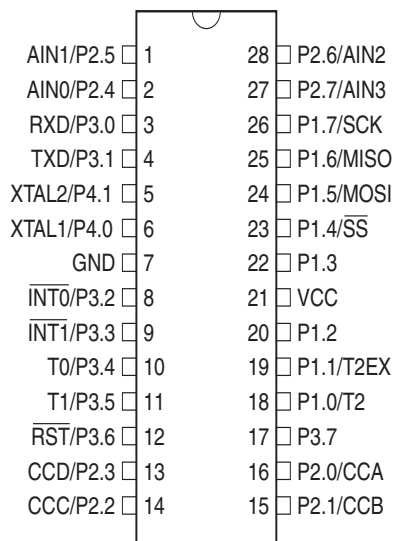 AIN1/P2.5 1 28 P2.6/AIN2
AIN0/P2.4 2 27 P2.7/AIN3
RXD/P3.0 3 26 P1.7/SCK
TXD/P3.1 4 25 P1.6/MISO
XTAL2/P4.1 5 24 P1.5/MOSI
XTAL1/P4.0 6 23 P1.4/S̅S̅
GND 7 22 P1.3
I̅N̅T̅0̅/P3.2 8 21 VCC
I̅N̅T̅1̅/P3.3 9 20 P1.2
T0/P3.4 10 19 P1.1/T2EX
T1/P3.5 11 18 P1.0/T2
R̅S̅T̅/P3.6 12 17 P3.7
CCD/P2.3 13 16 P2.0/CCA
CCC/P2.2 14 15 P2.1/CCB